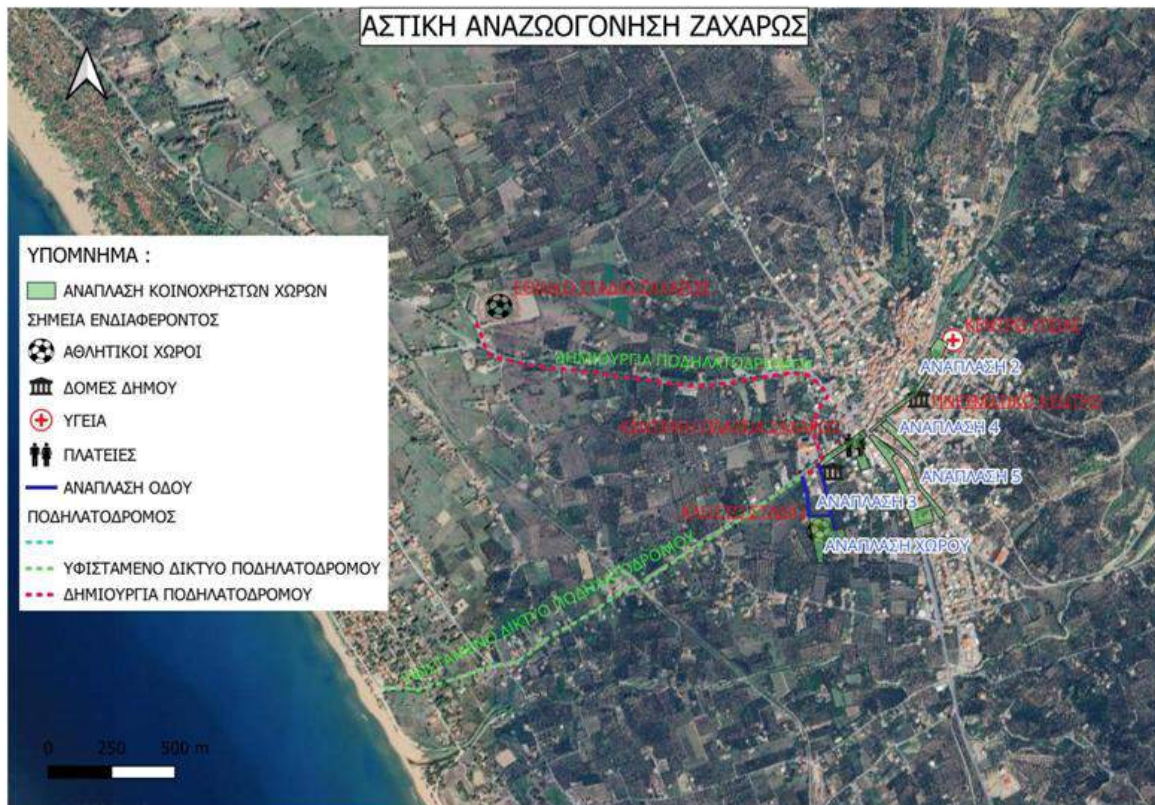 ΑΣΤΙΚΗ ΑΝΑΖΩΟΓΟΝΗΣΗ ΖΑΧΑΡΩΣ
ΥΠΟΜΝΗΜΑ :
ΑΝΑΠΛΑΣΗ ΚΟΙΝΟΧΡΗΣΤΩΝ ΧΩΡΩΝ
ΣΗΜΕΙΑ ΕΝΔΙΑΦΕΡΟΝΤΟΣ
ΑΘΛΗΤΙΚΟΙ ΧΩΡΟΙ
ΔΟΜΕΣ ΔΗΜΟΥ
ΥΓΕΙΑ
ΠΛΑΤΕΙΕΣ
ΑΝΑΠΛΑΣΗ ΟΔΟΥ
ΠΟΔΗΛΑΤΟΔΡΟΜΟΣ
ΥΦΙΣΤΑΜΕΝΟ ΔΙΚΤΥΟ ΠΟΔΗΛΑΤΟΔΡΟΜΟΥ
ΔΗΜΙΟΥΡΓΙΑ ΠΟΔΗΛΑΤΟΔΡΟΜΟΥ
ΔΗΜΙΟΥΡΓΙΑ ΠΟΔΗΛΑΤΟΔΡΟΜΟΥ
ΑΝΑΠΛΑΣΗ 2
ΑΝΑΠΛΑΣΗ 4
ΑΝΑΠΛΑΣΗ 5
ΑΝΑΠΛΑΣΗ 3
ΑΝΑΠΛΑΣΗ ΧΩΡΟΥ
ΥΦΙΣΤΑΜΕΝΟ ΔΙΚΤΥΟ ΠΟΔΗΛΑΤΟΔΡΟΜΟΥ
0 250 500 m